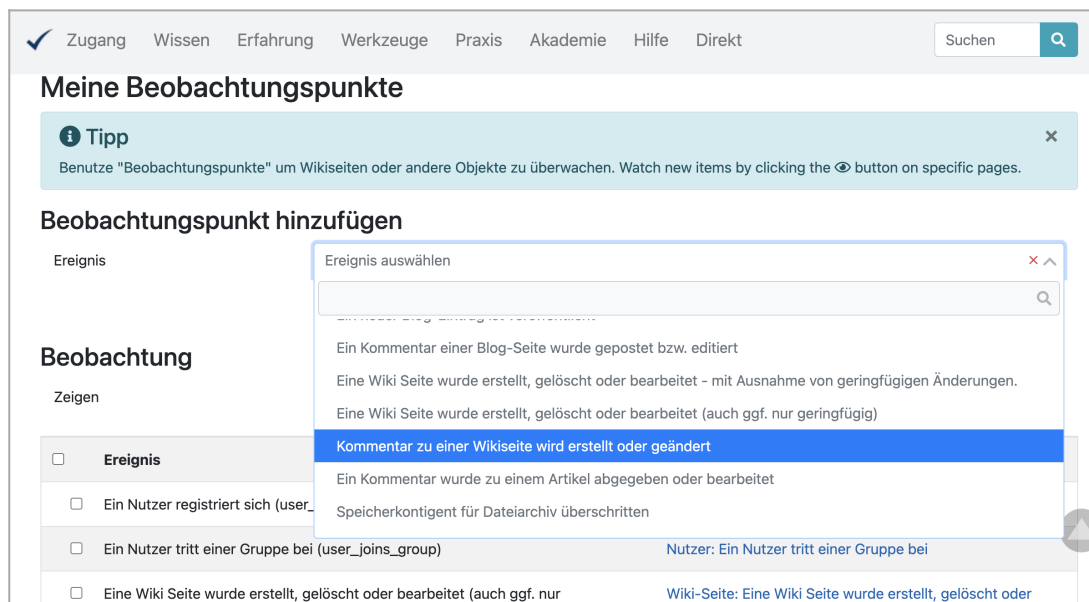 Zugang Wissen Erfahrung Werkzeuge Praxis Akademie Hilfe Direkt Suchen
Meine Beobachtungspunkte
Tipp
Benutze "Beobachtungspunkte" um Wikiseiten oder andere Objekte zu überwachen. Watch new items by clicking the button on specific pages.
Beobachtungspunkt hinzufügen
Ereignis
Ereignis auswählen
Ein Kommentar einer Blog-Seite wurde gepostet bzw. editiert
Eine Wiki Seite wurde erstellt, gelöscht oder bearbeitet - mit Ausnahme von geringfügigen Änderungen.
Eine Wiki Seite wurde erstellt, gelöscht oder bearbeitet (auch ggf. nur geringfügig)
Kommentar zu einer Wikiseite wird erstellt oder geändert
Ein Kommentar wurde zu einem Artikel abgegeben oder bearbeitet
Speicherkontigent für Dateiarchiv überschritten
Beobachtung
Zeigen
Ereignis
Ein Nutzer registriert sich (user_
Ein Nutzer tritt einer Gruppe bei (user_joins_group) Nutzer: Ein Nutzer tritt einer Gruppe bei
Eine Wiki Seite wurde erstellt, gelöscht oder bearbeitet (auch ggf. nur Wiki-Seite: Eine Wiki Seite wurde erstellt, gelöscht oder